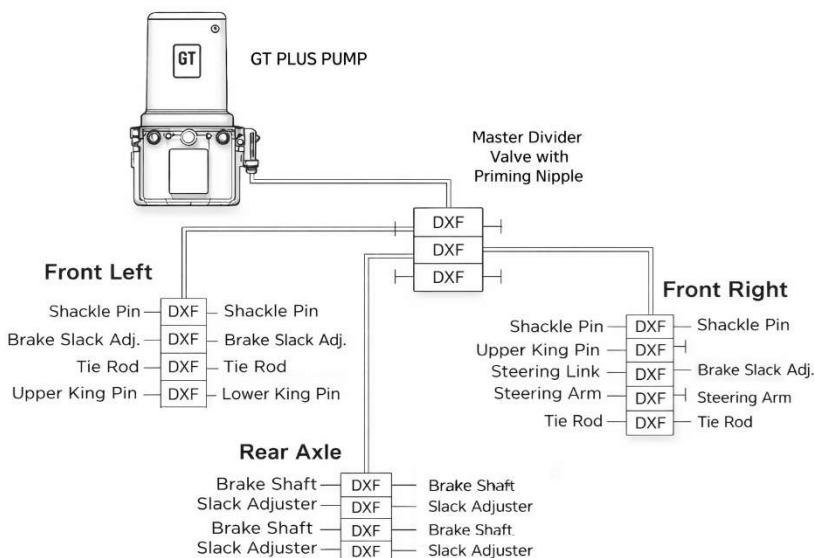 GT
GT PLUS PUMP
Master Divider
Valve with
Priming Nipple
DXF
DXF
DXF
Front Left
Shackle Pin DXF Shackle Pin
Brake Slack Adj. DXF Brake Slack Adj.
Tie Rod DXF Tie Rod
Upper King Pin DXF Lower King Pin
Front Right
Shackle Pin DXF Shackle Pin
Upper King Pin DXF
Steering Link DXF Brake Slack Adj.
Steering Arm DXF Steering Arm
Tie Rod DXF Tie Rod
Rear Axle
Brake Shaft DXF Brake Shaft
Slack Adjuster DXF Slack Adjuster
Brake Shaft DXF Brake Shaft.
Slack Adjuster DXF Slack Adjuster